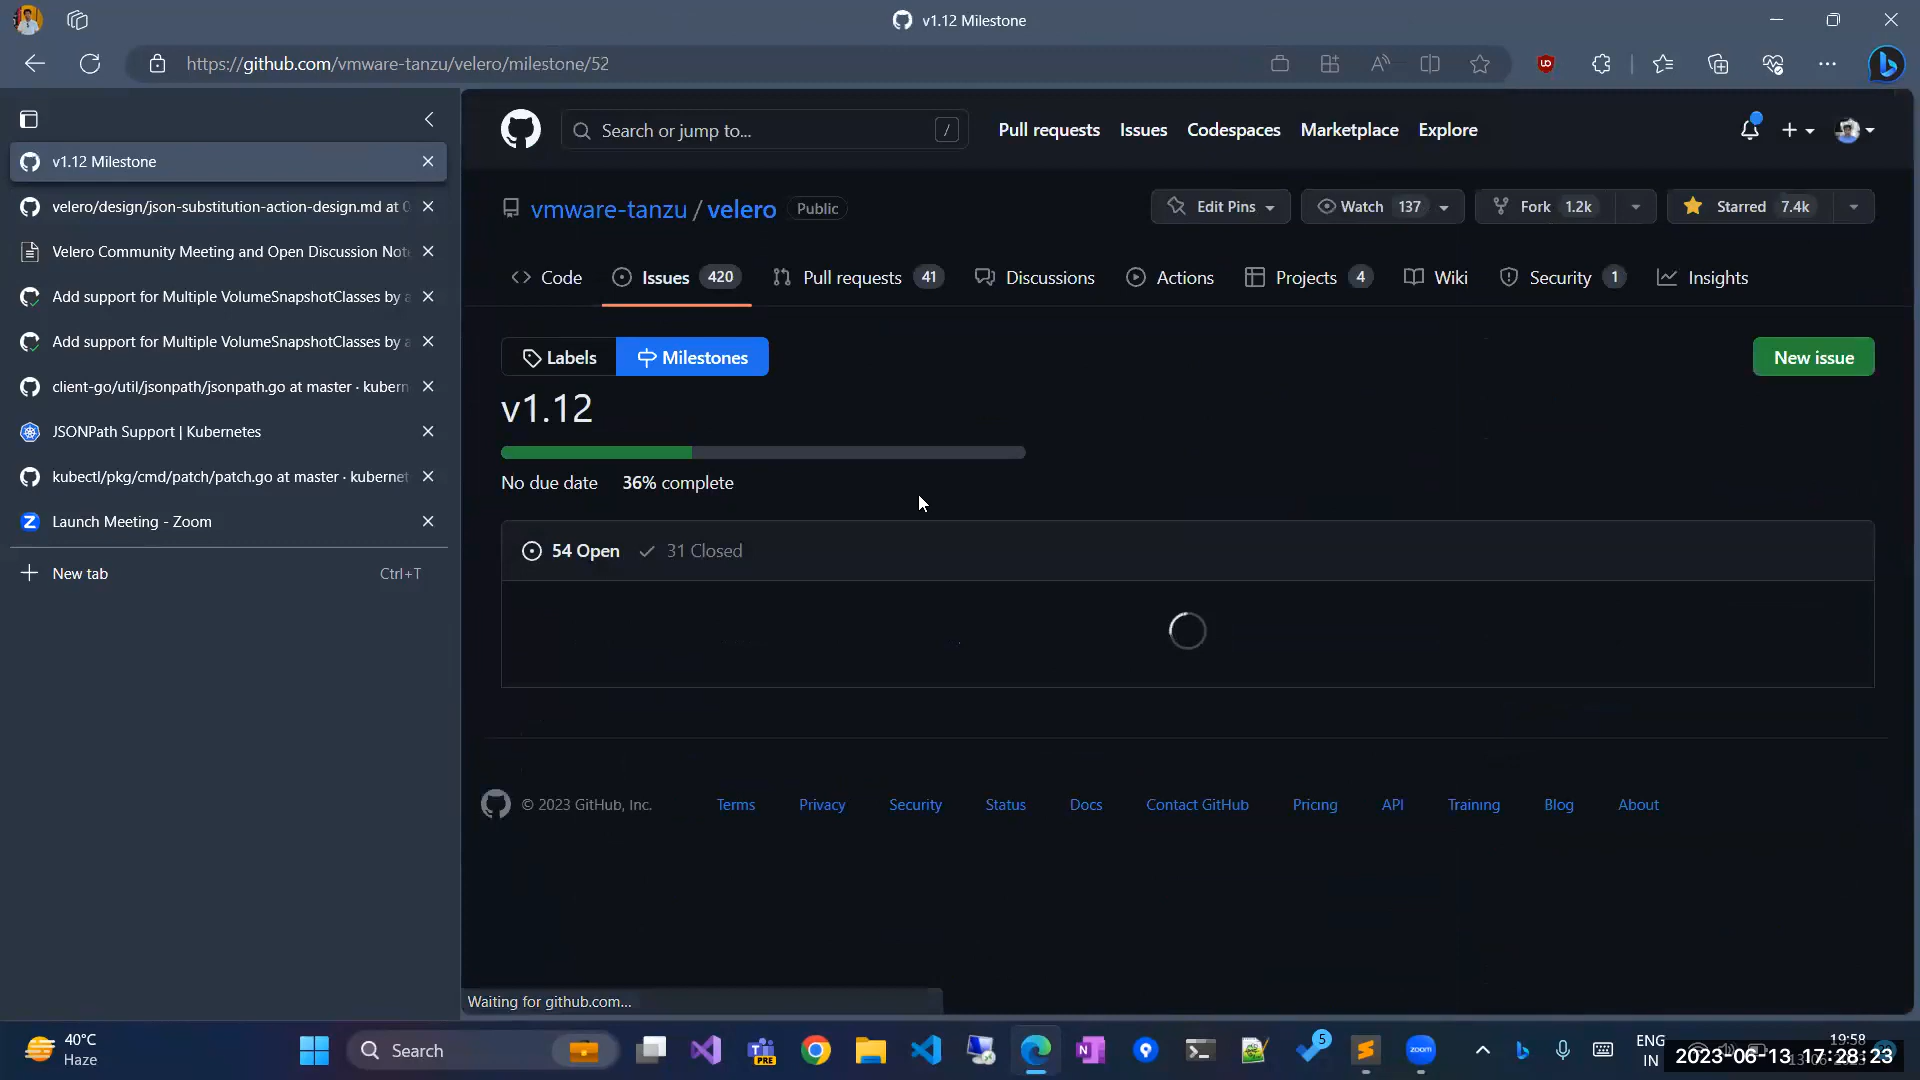 v1.12 Milestone
https://github.com/vmware-tanzu/velero/milestone/52
v1.12 Milestone
velero/design/json-substitution-action-design.md at
Velero Community Meeting and Open Discussion Not
Add support for Multiple VolumeSnapshotClasses by a
Add support for Multiple VolumeSnapshotClasses by a
client-go/util/jsonpath/jsonpath.go at master · kubern
JSONPath Support | Kubernetes
kubectl/pkg/cmd/patch/patch.go at master · kubernet
Launch Meeting - Zoom
New tab Ctrl+T
Search or jump to... /
Pull requests Issues Codespaces Marketplace Explore
vmware-tanzu / velero Public
Edit Pins Watch 137 Fork 1.2k Starred 7.4k
Code Issues 420 Pull requests 41 Discussions Actions Projects 4 Wiki Security 1 Insights
Labels Milestones New issue
v1.12
No due date 36% complete
54 Open 31 Closed
© 2023 GitHub, Inc. Terms Privacy Security Status Docs Contact GitHub Pricing API Training Blog About
Waiting for github.com...
40°C
Haze
Search
PRE
5
zoom
ENG
IN
19:58
2023-06-13 17:28:23